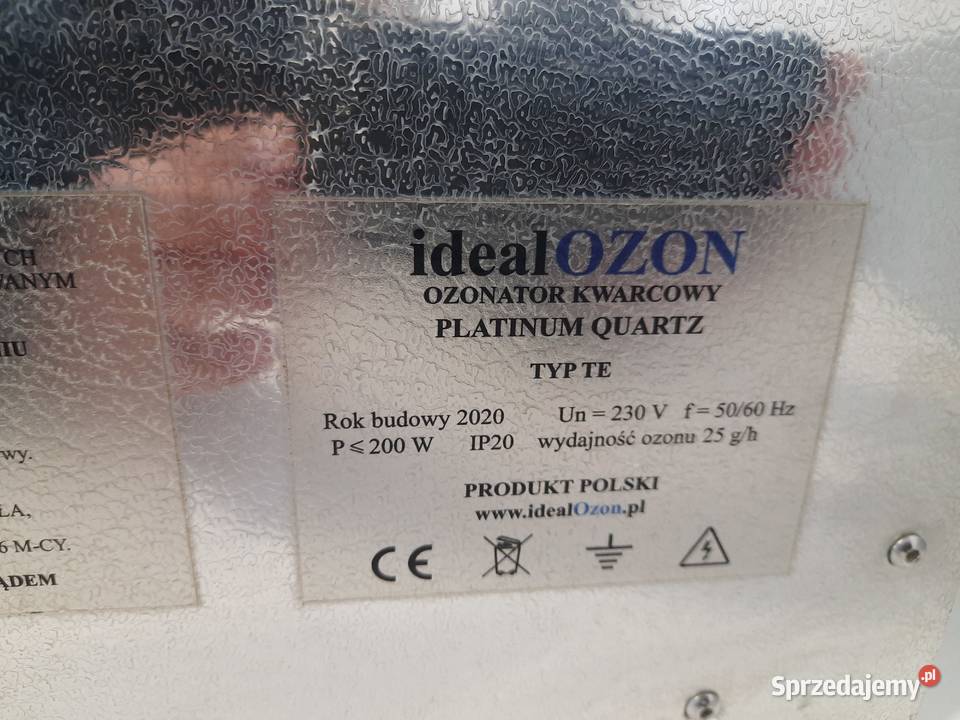 CH
WANYM
NIU
wy.
LA,
6 M-CY.
ĄDEM
idealOZON
OZONATOR KWARCOWY
PLATINUM QUARTZ
TYP TE
Rok budowy 2020 Un = 230 V f = 50/60 Hz
P ≤ 200 W IP20 wydajność ozonu 25 g/h
PRODUKT POLSKI
www.idealOzon.pl
CE
Sprzedajemy.pl